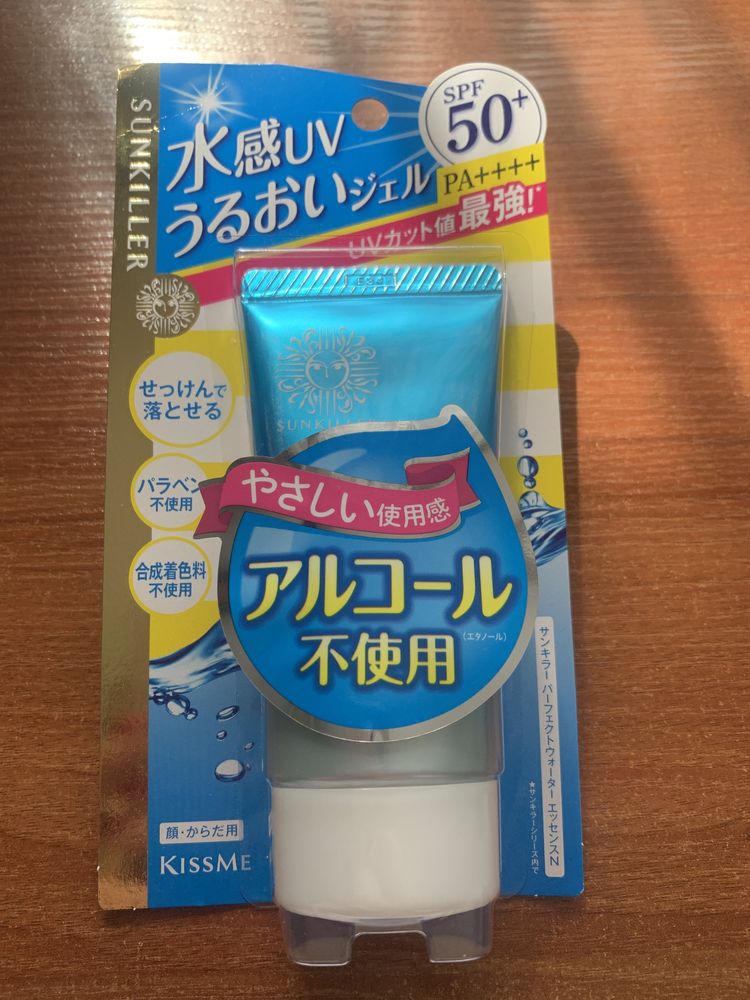 SUNKILLER
水感UV
うるおいジェル
SPF
50+
PA++++
UVカット値最強!*
SUNKILLER
せっけんで
落とせる
パラベン
不使用
合成着色料
不使用
やさしい使用感
アルコール
(エタノール)
不使用
サンキラー パーフェクトウォーター エッセンスN
*サンキラーシリーズ内で
顔・からだ用
KISSME